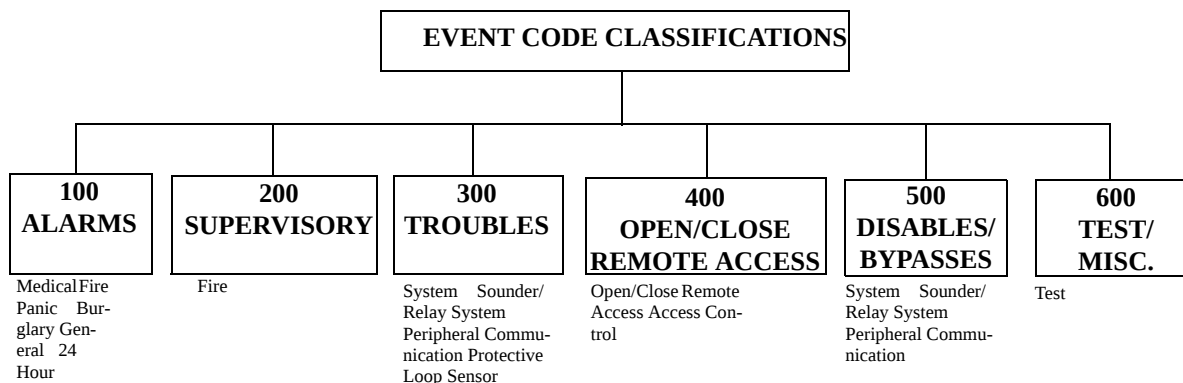 EVENT CODE CLASSIFICATIONS
100
ALARMS
Medical Fire
Panic Bur-
glary Gen-
eral 24
Hour
200
SUPERVISORY
Fire
300
TROUBLES
System Sounder/
Relay System
Peripheral Commu-
nication Protective
Loop Sensor
400
OPEN/CLOSE
REMOTE ACCESS
Open/Close Remote
Access Access Con-
trol
500
DISABLES/
BYPASSES
System Sounder/
Relay System
Peripheral Commu-
nication
600
TEST/
MISC.
Test